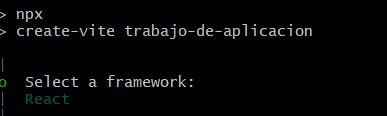 > npx
> create-vite trabajo-de-aplicacion
|
o Select a framework:
| React